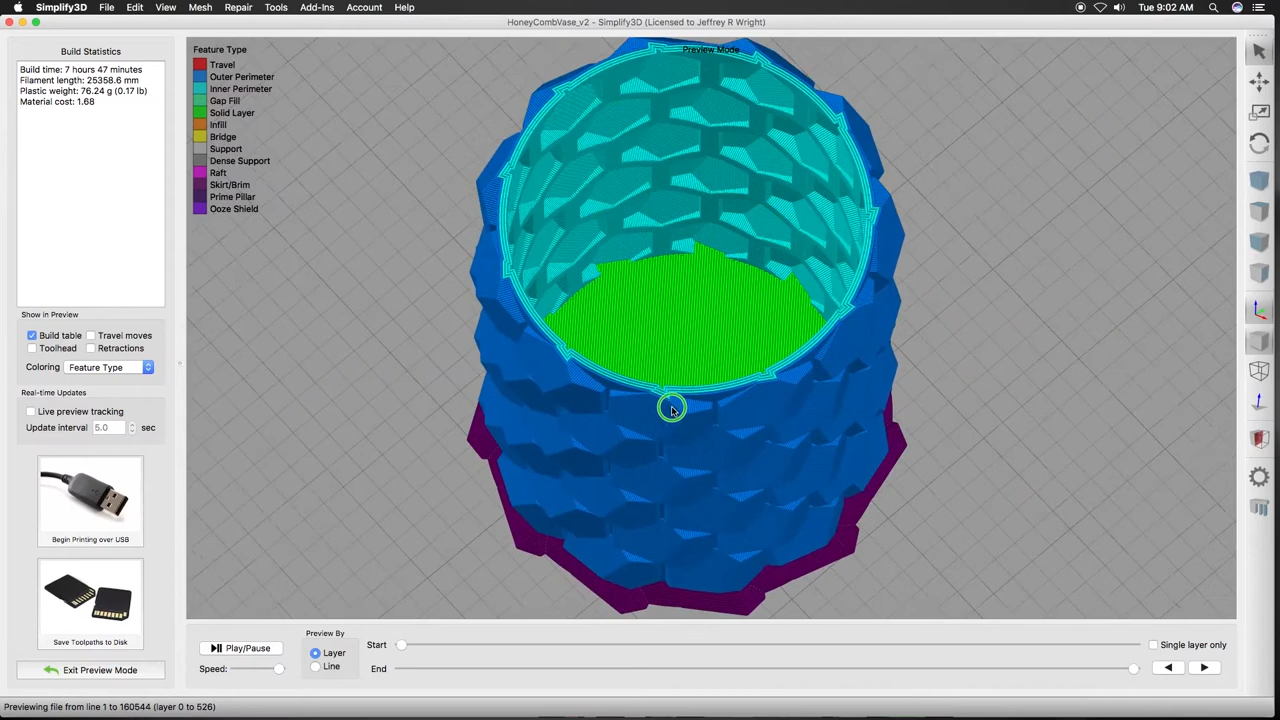 Simplify3D File Edit View Mesh Repair Tools Add-Ins Account Help Tue 9:02 AM
HoneyCombVase_v2 - Simplify3D (Licensed to Jeffrey R Wright)
Build Statistics
Build time: 7 hours 47 minutes
Filament length: 25358.6 mm
Plastic weight: 76.24 g (0.17 lb)
Material cost: 1.68
Show in Preview
Build table Travel moves
Toolhead Retractions
Coloring Feature Type
Real-time Updates
Live preview tracking
Update interval 5.0 sec
Begin Printing over USB
Save Toolpaths to Disk
Exit Preview Mode
Feature Type
Travel
Outer Perimeter
Inner Perimeter
Gap Fill
Solid Layer
Infill
Bridge
Support
Dense Support
Raft
Skirt/Brim
Prime Pillar
Ooze Shield
Preview Mode
Play/Pause
Speed:
Preview By
Layer
Line
Start
End
Single layer only
Previewing file from line 1 to 160544 (layer 0 to 526)